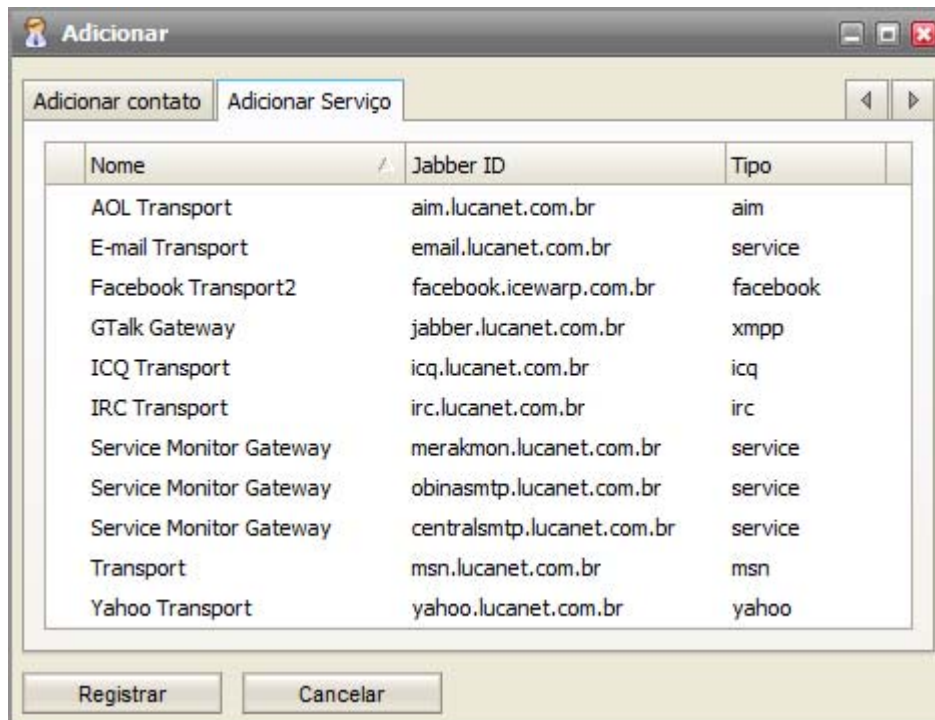 Adicionar
Adicionar contato Adicionar Serviço
Nome Jabber ID Tipo
AOL Transport aim.lucanet.com.br aim
E-mail Transport email.lucanet.com.br service
Facebook Transport2 facebook.icewarp.com.br facebook
GTalk Gateway jabber.lucanet.com.br xmpp
ICQ Transport icq.lucanet.com.br icq
IRC Transport irc.lucanet.com.br irc
Service Monitor Gateway merakmon.lucanet.com.br service
Service Monitor Gateway obinasmtp.lucanet.com.br service
Service Monitor Gateway centralsmtp.lucanet.com.br service
Transport msn.lucanet.com.br msn
Yahoo Transport yahoo.lucanet.com.br yahoo
Registrar Cancelar